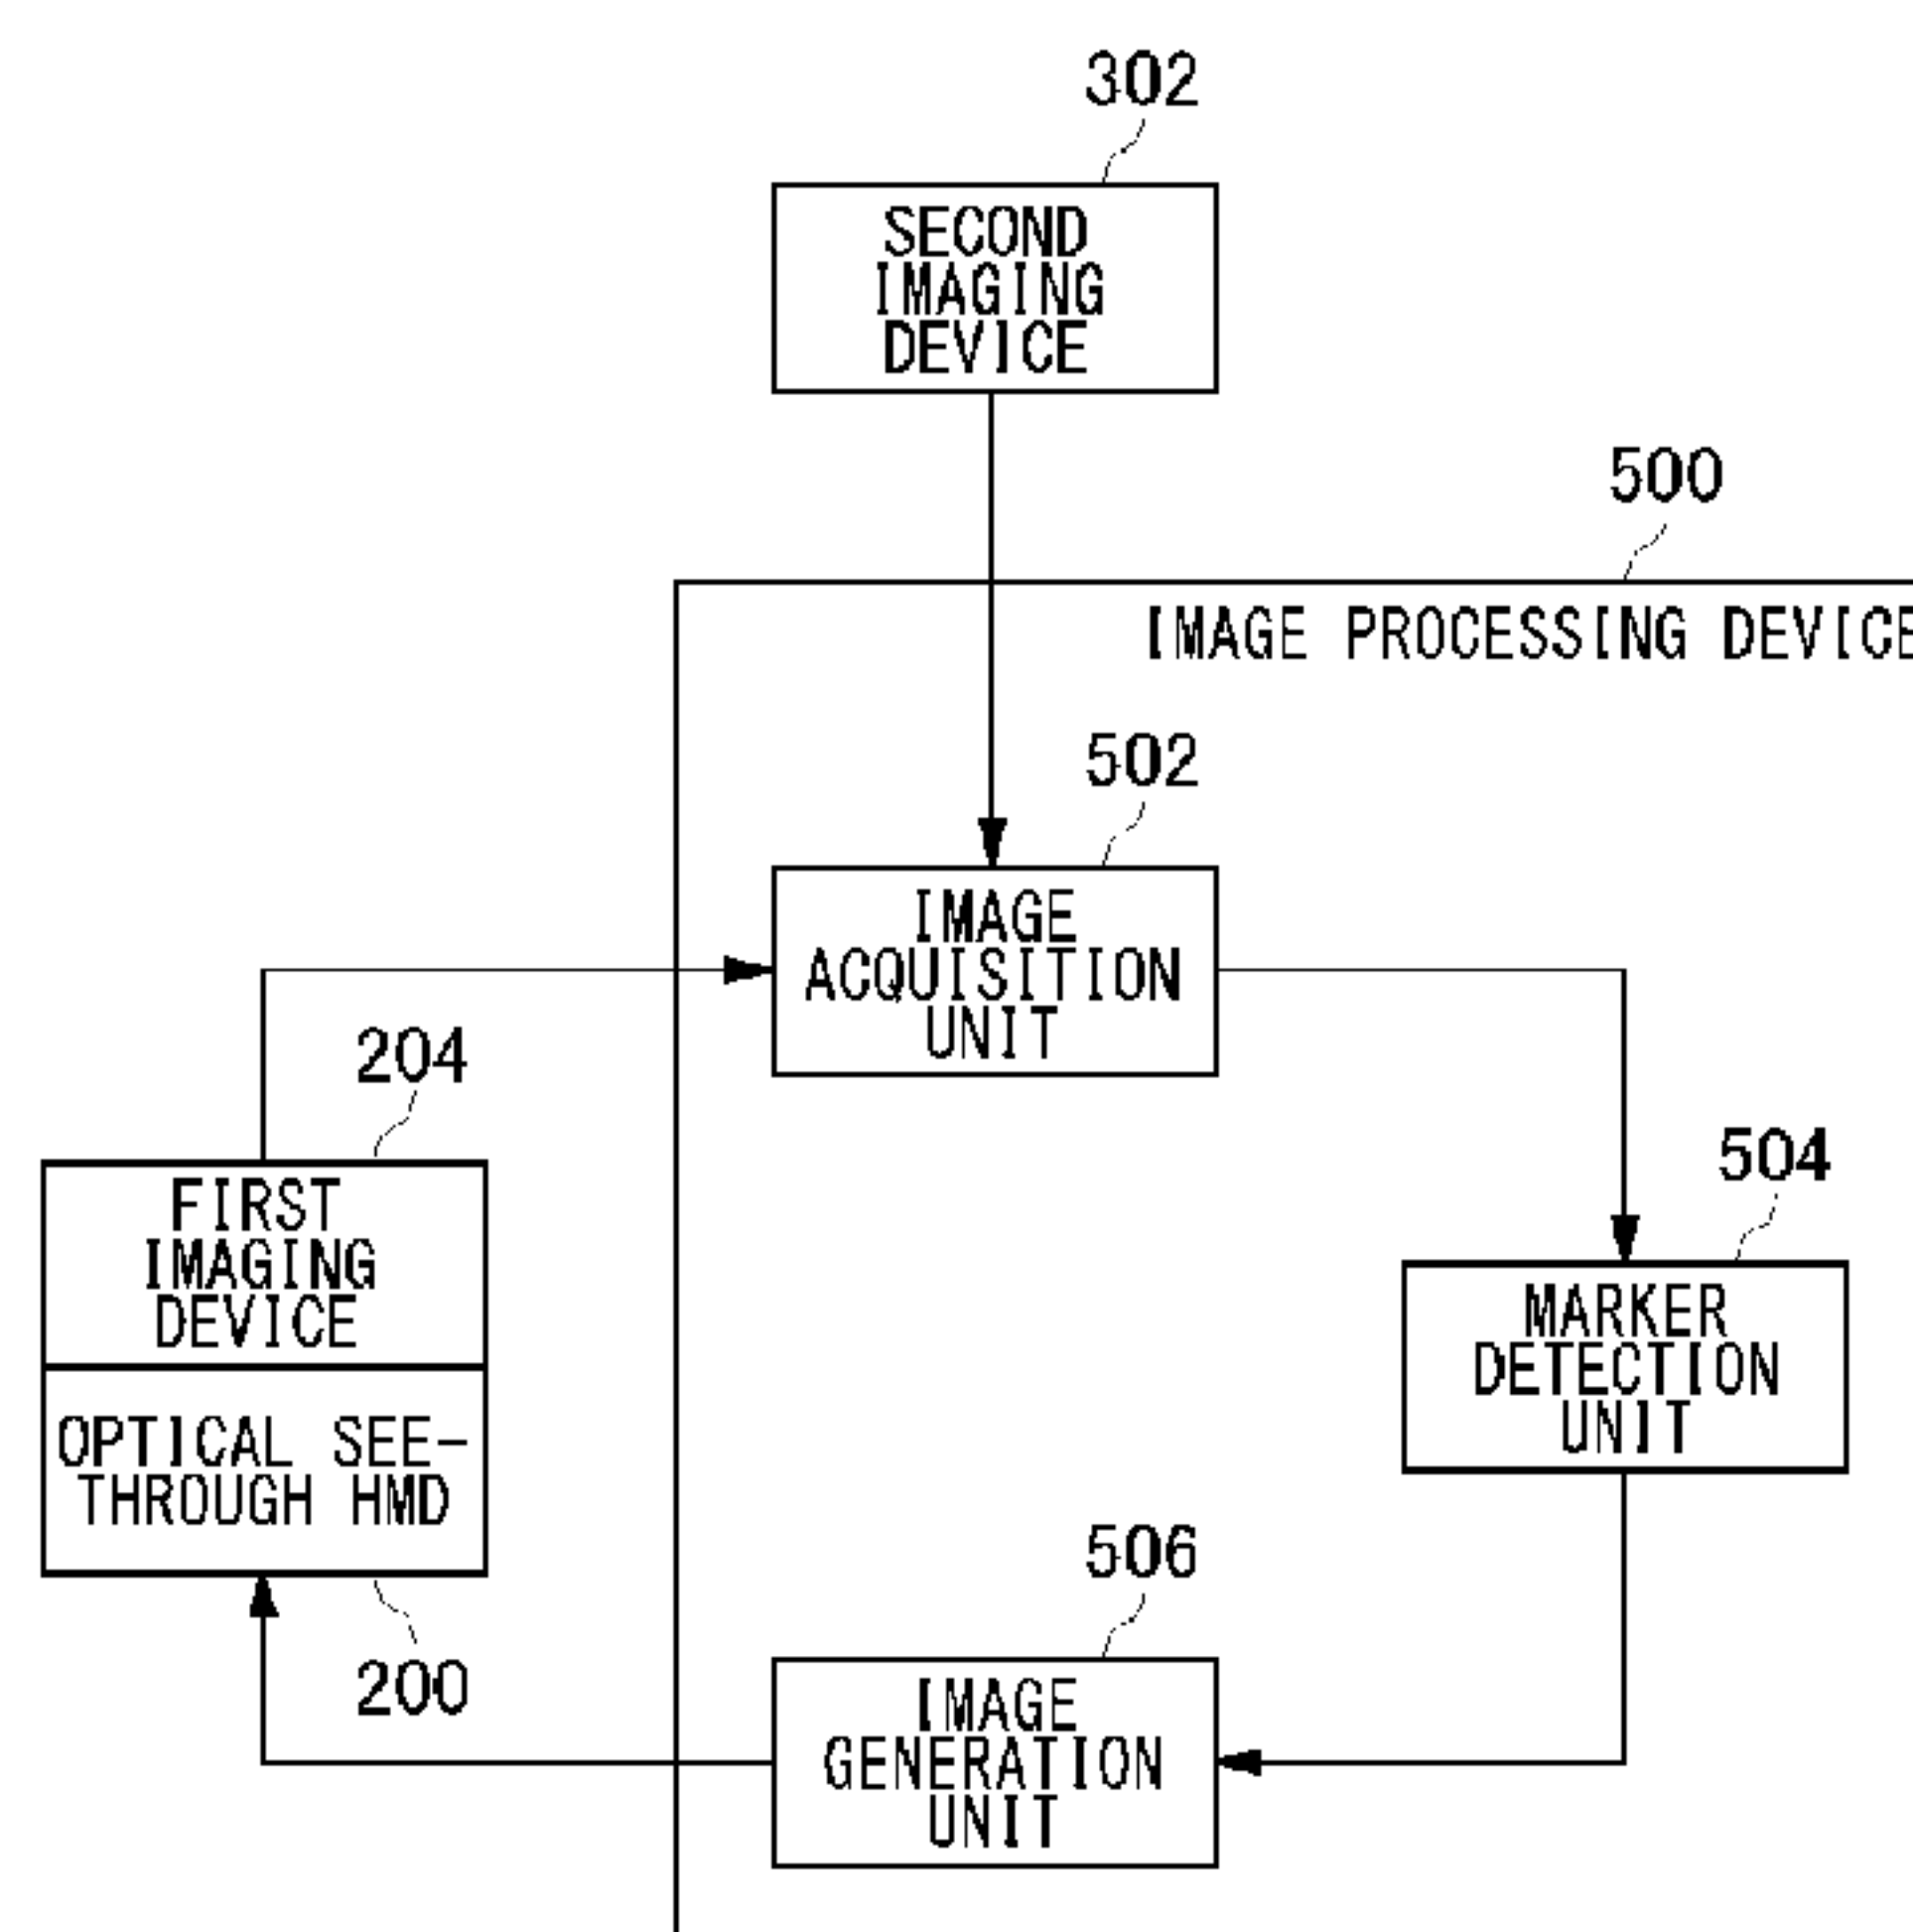 302
SECOND
IMAGING
DEVICE
500
IMAGE PROCESSING DEVICE
502
IMAGE
ACQUISITION
UNIT
204
FIRST
IMAGING
DEVICE
504
MARKER
DETECTION
UNIT
OPTICAL SEE-
THROUGH HMD
200
506
IMAGE
GENERATION
UNIT